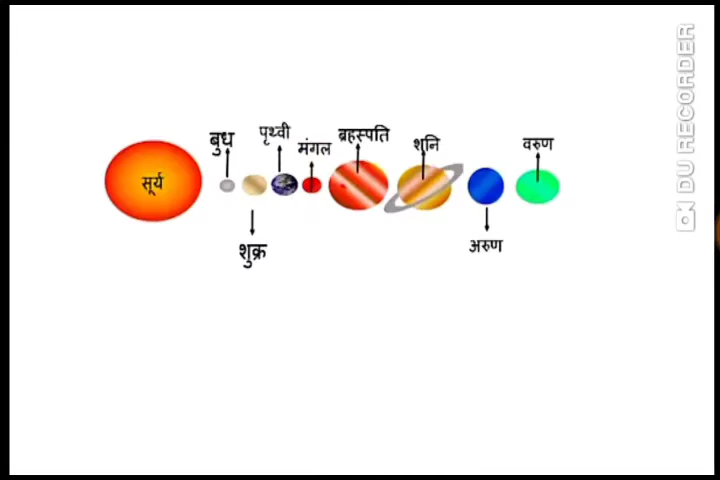 सूर्य
बुध
शुक्र
पृथ्वी
मंगल
ब्रहस्पति
शनि
अरुण
वरुण
DU RECORDER